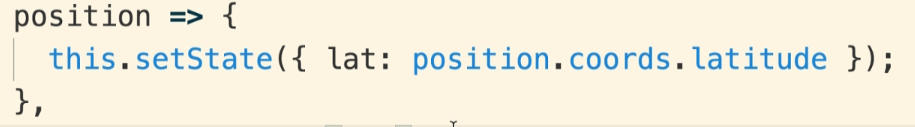 position => {
this.setState({ lat: position.coords.latitude });
},